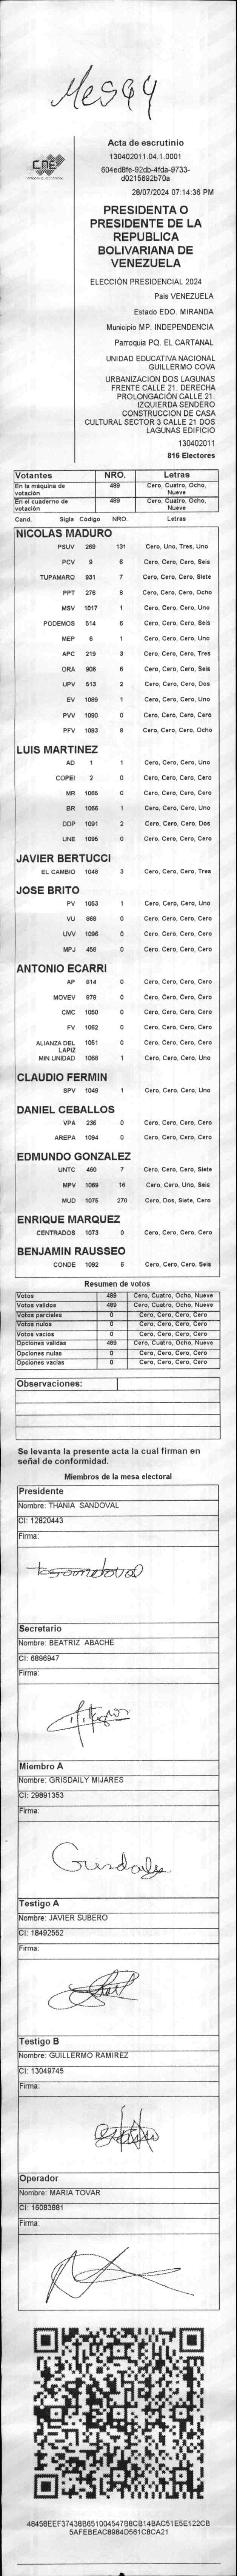 Acta de escrutinio
130402011.04.1.0001
604ed8fe-92db-4fda-9733-
d0215692b70a
28/07/2024 07:14:36 PM
PRESIDENTA O
PRESIDENTE DE LA
REPUBLICA
BOLIVARIANA DE
VENEZUELA
ELECCIÓN PRESIDENCIAL 2024
País VENEZUELA
Estado EDO. MIRANDA
Municipio MP. INDEPENDENCIA
Parroquia PQ. EL CARTANAL
UNIDAD EDUCATIVA NACIONAL
GUILLERMO COVA
URBANIZACION DOS LAGUNAS
FRENTE CALLE 21. DERECHA
PROLONGACIÓN CALLE 21.
IZQUIERDA SENDERO
CONSTRUCCION DE CASA
CULTURAL SECTOR 3 CALLE 21 DOS
LAGUNAS EDIFICIO
130402011
816 Electores
Votantes NRO. Letras
En la máquina de votación 489 Cero, Cuatro, Ocho, Nueve
En el cuaderno de votación 489 Cero, Cuatro, Ocho, Nueve
Cand. Sigla Código NRO. Letras
NICOLAS MADURO
PSUV 269 131 Cero, Uno, Tres, Uno
PCV 9 6 Cero, Cero, Cero, Seis
TUPAMARO 931 7 Cero, Cero, Cero, Siete
PPT 276 8 Cero, Cero, Cero, Ocho
MSV 1017 1 Cero, Cero, Cero, Uno
PODEMOS 514 6 Cero, Cero, Cero, Seis
MEP 6 1 Cero, Cero, Cero, Uno
APC 219 3 Cero, Cero, Cero, Tres
ORA 906 6 Cero, Cero, Cero, Seis
UPV 513 2 Cero, Cero, Cero, Dos
EV 1089 1 Cero, Cero, Cero, Uno
PVV 1090 0 Cero, Cero, Cero, Cero
PFV 1093 8 Cero, Cero, Cero, Ocho
LUIS MARTINEZ
AD 1 1 Cero, Cero, Cero, Uno
COPEI 2 0 Cero, Cero, Cero, Cero
MR 1065 0 Cero, Cero, Cero, Cero
BR 1066 1 Cero, Cero, Cero, Uno
DDP 1091 2 Cero, Cero, Cero, Dos
UNE 1095 0 Cero, Cero, Cero, Cero
JAVIER BERTUCCI
EL CAMBIO 1048 3 Cero, Cero, Cero, Tres
JOSE BRITO
PV 1053 1 Cero, Cero, Cero, Uno
VU 868 0 Cero, Cero, Cero, Cero
UVV 1096 0 Cero, Cero, Cero, Cero
MPJ 456 0 Cero, Cero, Cero, Cero
ANTONIO ECARRI
AP 814 0 Cero, Cero, Cero, Cero
MOVEV 878 0 Cero, Cero, Cero, Cero
CMC 1050 0 Cero, Cero, Cero, Cero
FV 1062 0 Cero, Cero, Cero, Cero
ALIANZA DEL LAPIZ 1051 0 Cero, Cero, Cero, Cero
MIN UNIDAD 1068 1 Cero, Cero, Cero, Uno
CLAUDIO FERMIN
SPV 1049 1 Cero, Cero, Cero, Uno
DANIEL CEBALLOS
VPA 236 0 Cero, Cero, Cero, Cero
AREPA 1094 0 Cero, Cero, Cero, Cero
EDMUNDO GONZALEZ
UNTC 460 7 Cero, Cero, Cero, Siete
MPV 1069 16 Cero, Cero, Uno, Seis
MUD 1075 270 Cero, Dos, Siete, Cero
ENRIQUE MARQUEZ
CENTRADOS 1073 0 Cero, Cero, Cero, Cero
BENJAMIN RAUSSEO
CONDE 1092 6 Cero, Cero, Cero, Seis
Resumen de votos
Votos 489 Cero, Cuatro, Ocho, Nueve
Votos validos 489 Cero, Cuatro, Ocho, Nueve
Votos parciales 0 Cero, Cero, Cero, Cero
Votos nulos 0 Cero, Cero, Cero, Cero
Votos vacios 0 Cero, Cero, Cero, Cero
Opciones validas 489 Cero, Cuatro, Ocho, Nueve
Opciones nulas 0 Cero, Cero, Cero, Cero
Opciones vacias 0 Cero, Cero, Cero, Cero
Observaciones:
Se levanta la presente acta la cual firman en
señal de conformidad.
Miembros de la mesa electoral
Presidente
Nombre: THANIA SANDOVAL
CI: 12820443
Firma:
Secretario
Nombre: BEATRIZ ABACHE
CI: 6896947
Firma:
Miembro A
Nombre: GRISDAILY MIJARES
CI: 29891353
Firma:
Testigo A
Nombre: JAVIER SUBERO
CI: 18492552
Firma:
Testigo B
Nombre: GUILLERMO RAMIREZ
CI: 13049745
Firma:
Operador
Nombre: MARIA TOVAR
CI: 16083881
Firma:
48458EEF37438B651004547B8CB14BAC51E5E122CB
5AFEBEAC8984D561C8CA21